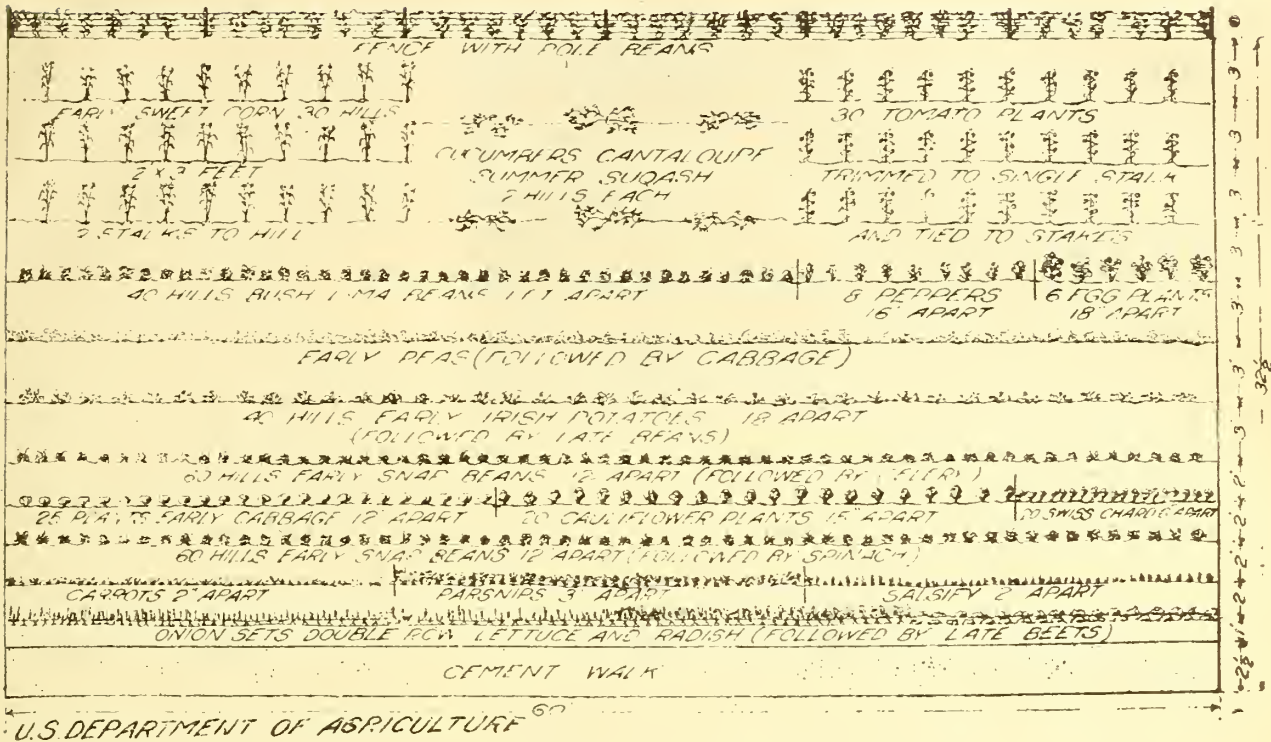 FENCE WITH POLE BEANS
EARLY SWEET CORN 30 HILLS
2 x 3 FEET
2 STALKS TO HILL
CUCUMBERS CANTALOUPE
SUMMER SUQASH
2 HILLS EACH
30 TOMATO PLANTS
TRIMMED TO SINGLE STALK
AND TIED TO STAKES
40 HILLS BUSH LIMA BEANS 1 FT APART
8 PEPPERS
16" APART
6 EGG PLANTS
18" APART
EARLY PEAS (FOLLOWED BY CABBAGE)
40 HILLS EARLY IRISH POTATOES 18 APART
(FOLLOWED BY LATE BEANS)
60 HILLS EARLY SNAP BEANS 12 APART (FOLLOWED BY CELERY)
25 PLANTS EARLY CABBAGE 12 APART
20 CAULIFLOWER PLANTS 15 APART
20 SWISS CHARD 6 APART
60 HILLS EARLY SNAP BEANS 12 APART (FOLLOWED BY SPINACH)
CARROTS 2" APART
PARSNIPS 3" APART
SALSIFY 2" APART
ONION SETS DOUBLE ROW LETTUCE AND RADISH (FOLLOWED BY LATE BEETS)
CEMENT WALK
60
U.S. DEPARTMENT OF AGRICULTURE